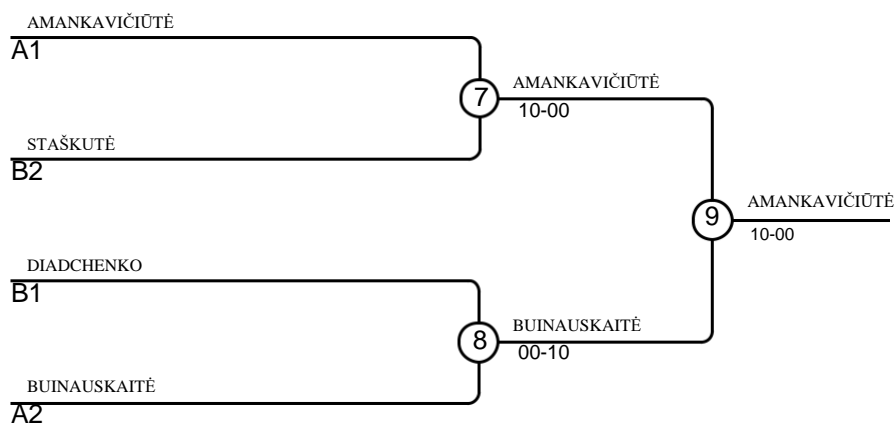 AMANKAVIČIŪTĖ
A1
7
AMANKAVIČIŪTĖ
10-00
STAŠKUTĖ
B2
9
AMANKAVIČIŪTĖ
10-00
DIADCHENKO
B1
8
BUINAUSKAITĖ
00-10
BUINAUSKAITĖ
A2